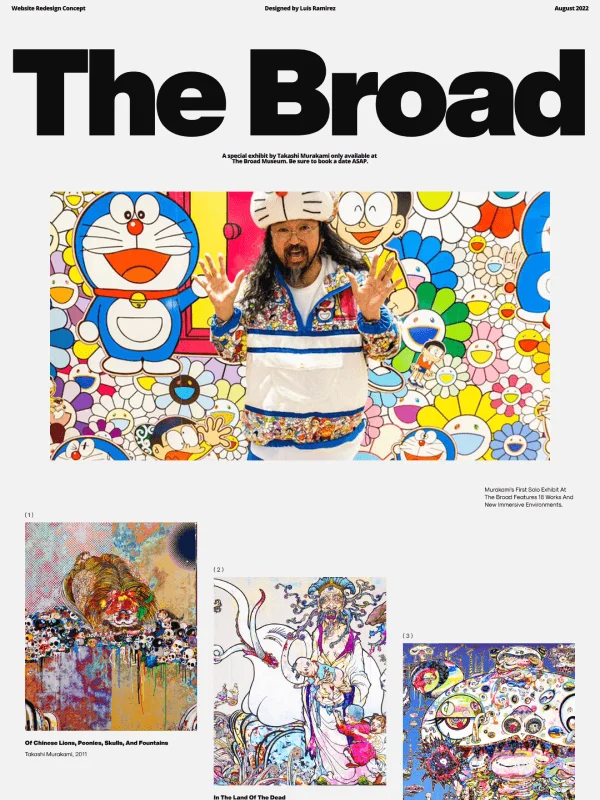 Website Redesign Concept
Designed by Luis Ramirez
August 2022
The Broad
A special exhibit by Takashi Murakami only available at
The Broad Museum. Be sure to book a date ASAP.
Murakami's First Solo Exhibit At
The Broad Features 18 Works And
New Immersive Environments.
(1)
(2)
(3)
Of Chinese Lions, Peonies, Skulls, And Fountains
Takashi Murakami, 2011
In The Land Of The Dead